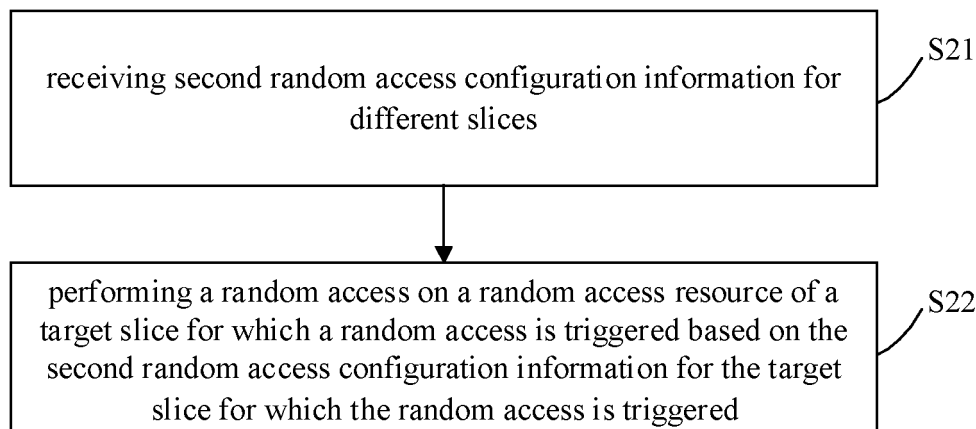 receiving second random access configuration information for
different slices
S21
performing a random access on a random access resource of a
target slice for which a random access is triggered based on the
second random access configuration information for the target
slice for which the random access is triggered
S22